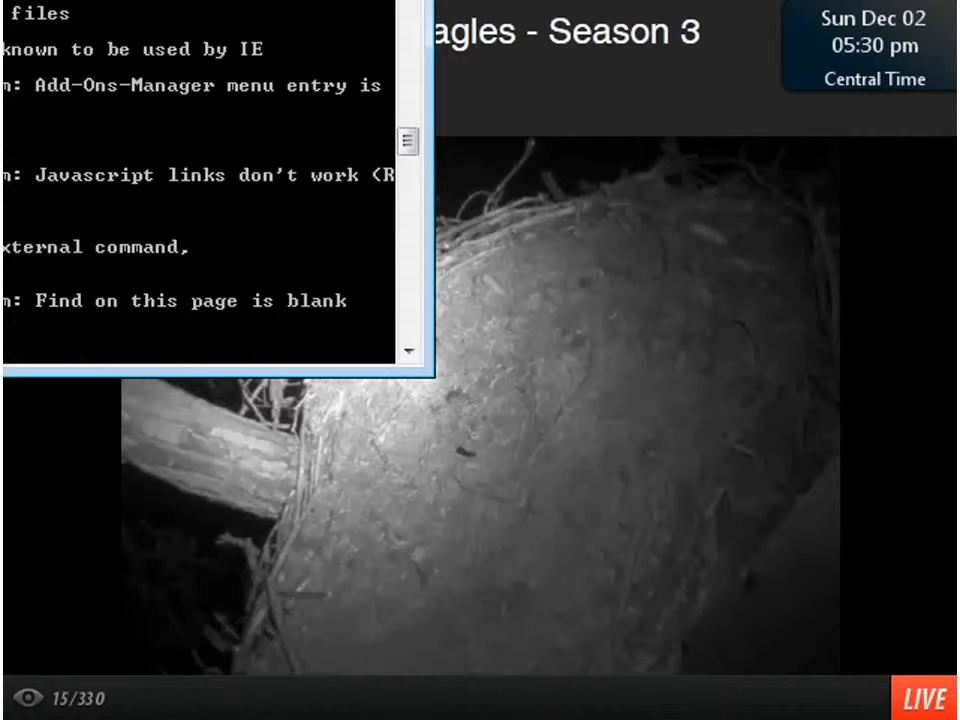 files
known to be used by IE
m: Add-Ons-Manager menu entry is
m: Javascript links don't work (R
xternal command,
m: Find on this page is blank
agles - Season 3
Sun Dec 02
05:30 pm
Central Time
15/330
LIVE